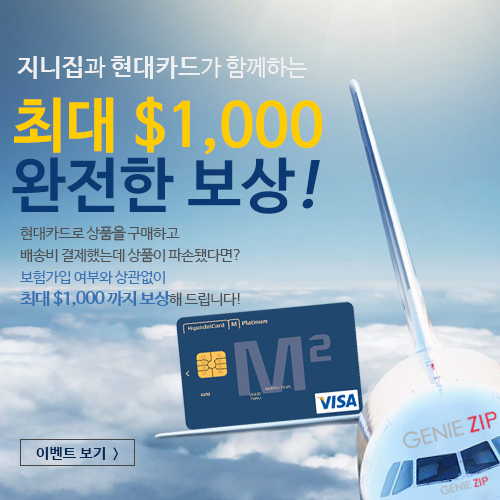 지니집과 현대카드가 함께하는
최대 $1,000
완전한 보상!
현대카드로 상품을 구매하고
배송비 결제했는데 상품이 파손됐다면?
보험가입 여부와 상관없이
최대 $1,000 까지 보상해 드립니다!
HyundaiCard M Platinum
M2
VISA
GENIE ZIP
GENIE ZIP
이벤트 보기 >